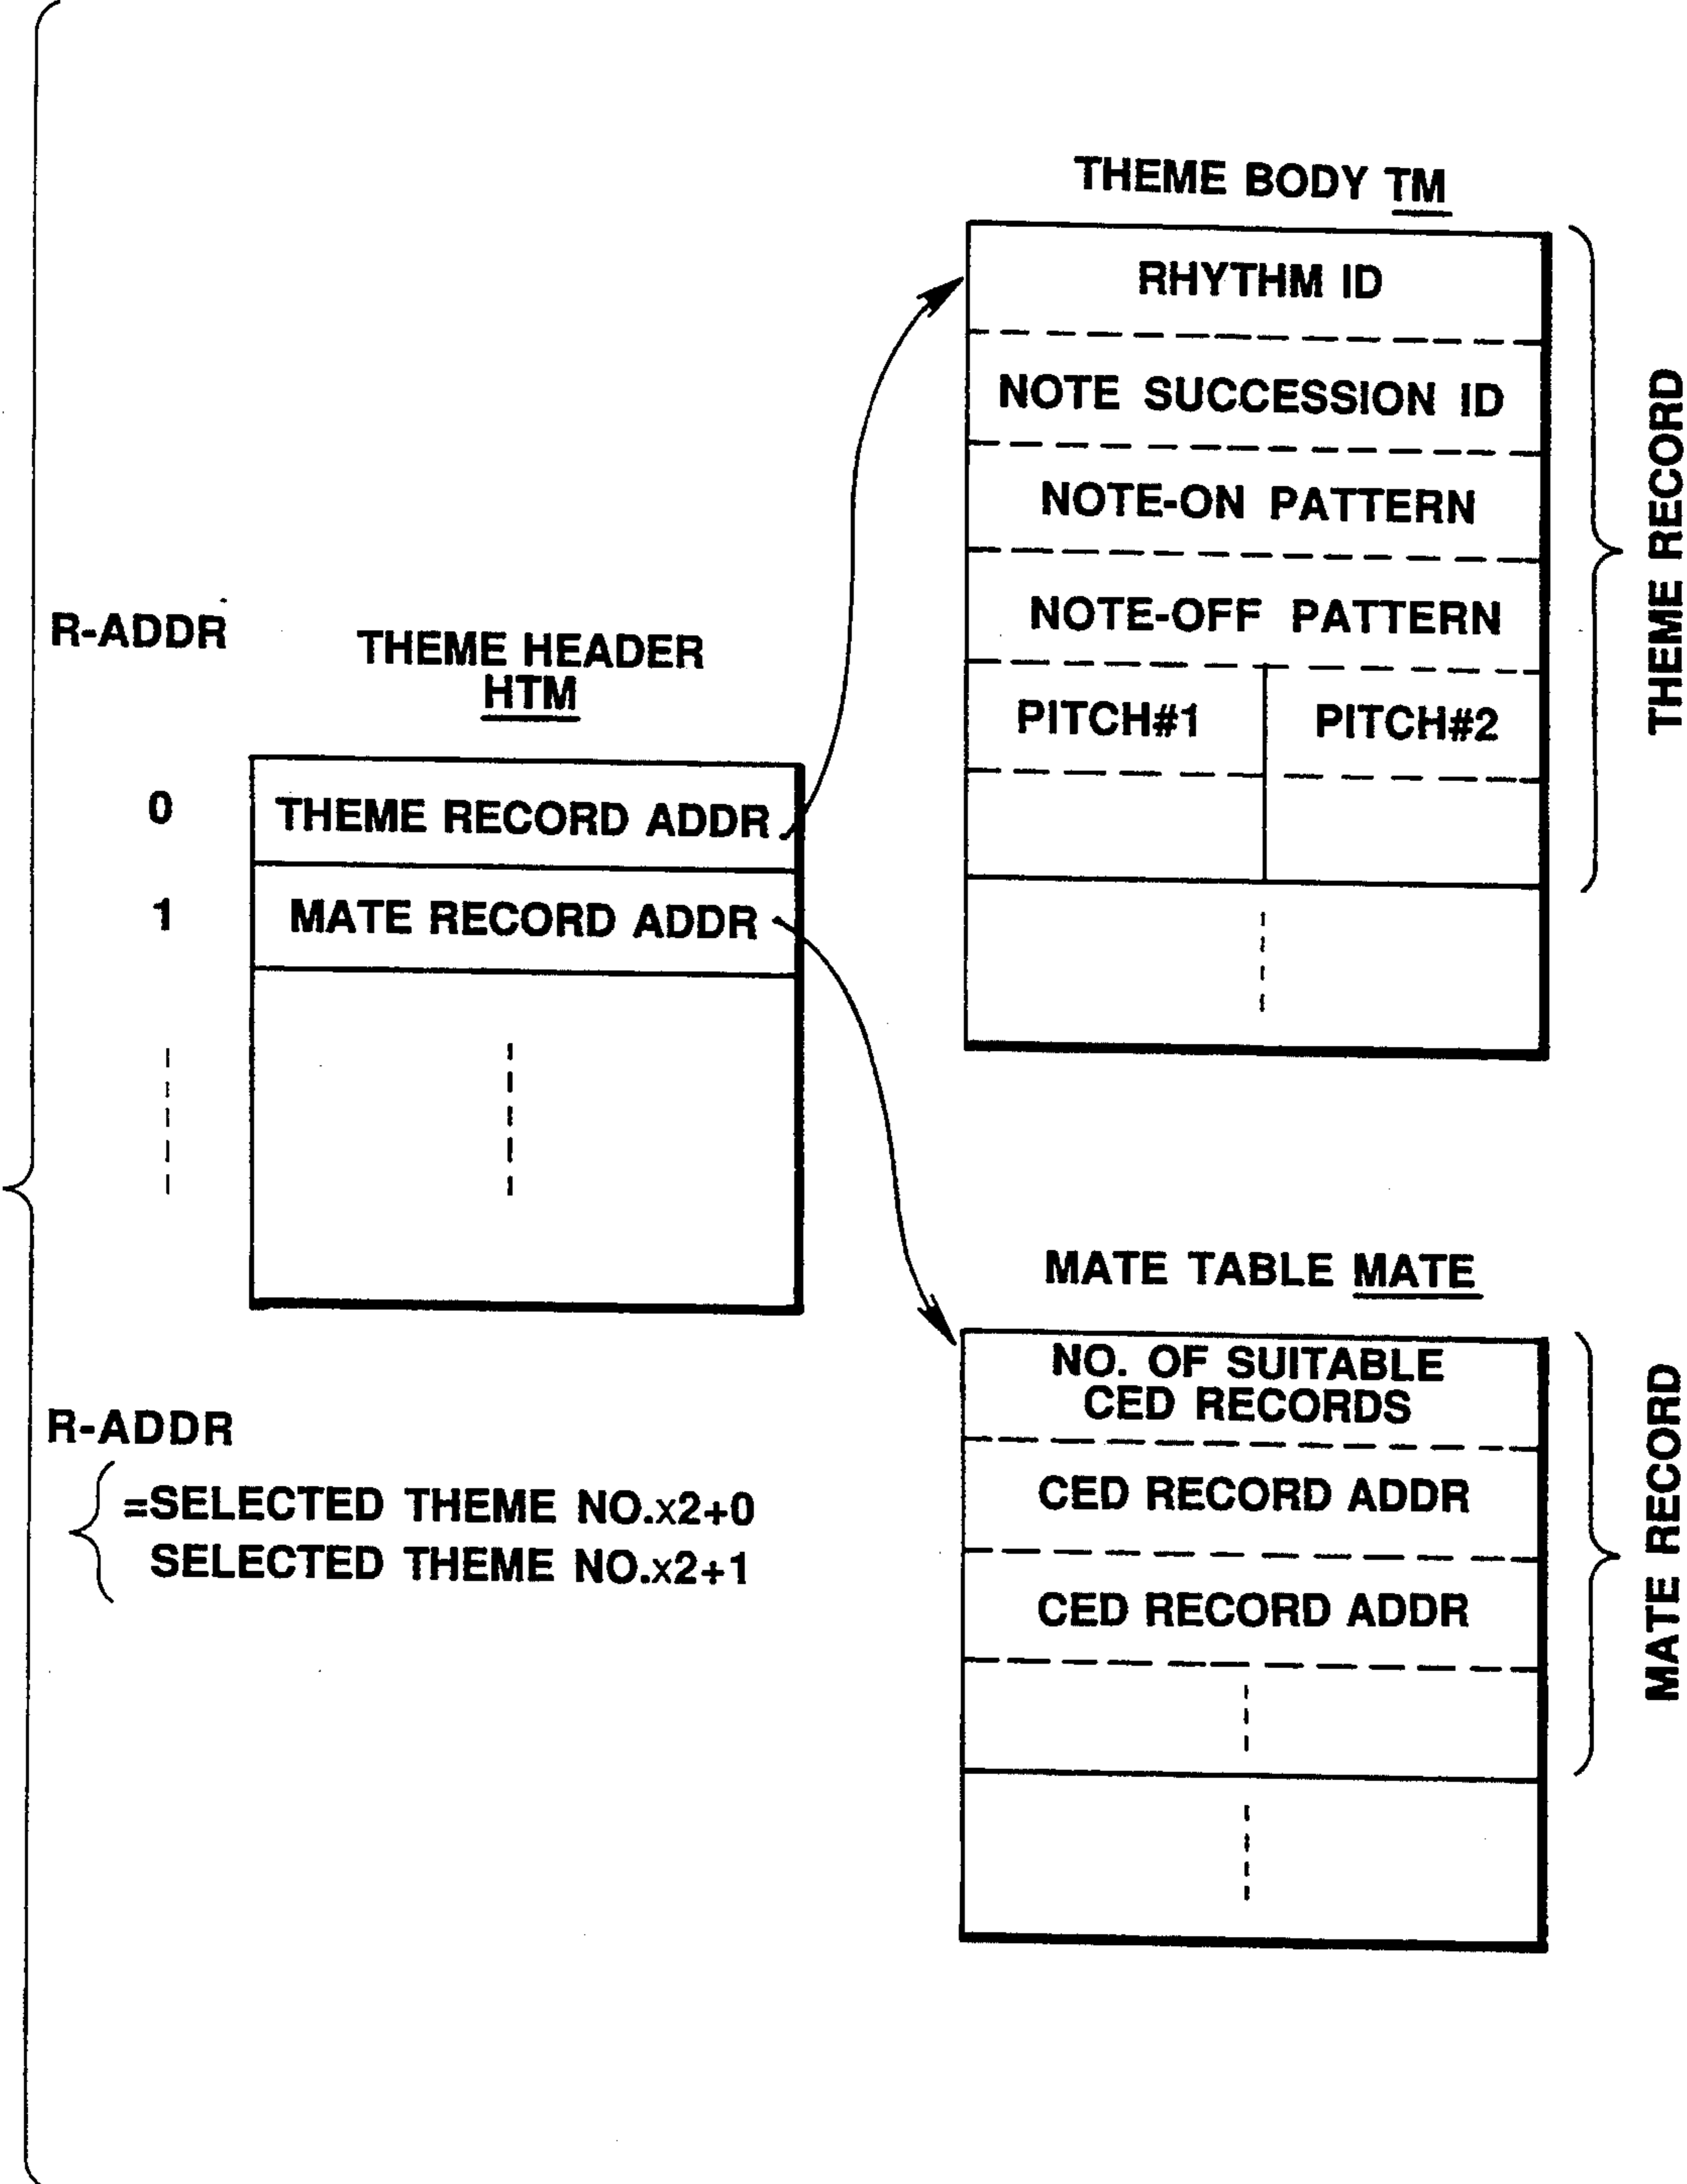 THEME BODY TM
RHYTHM ID
NOTE SUCCESSION ID
NOTE-ON PATTERN
NOTE-OFF PATTERN
PITCH#1 PITCH#2
THEME RECORD
R-ADDR
THEME HEADER
HTM
0 THEME RECORD ADDR
1 MATE RECORD ADDR
R-ADDR
=SELECTED THEME NO.x2+0
SELECTED THEME NO.x2+1
MATE TABLE MATE
NO. OF SUITABLE
CED RECORDS
CED RECORD ADDR
CED RECORD ADDR
MATE RECORD